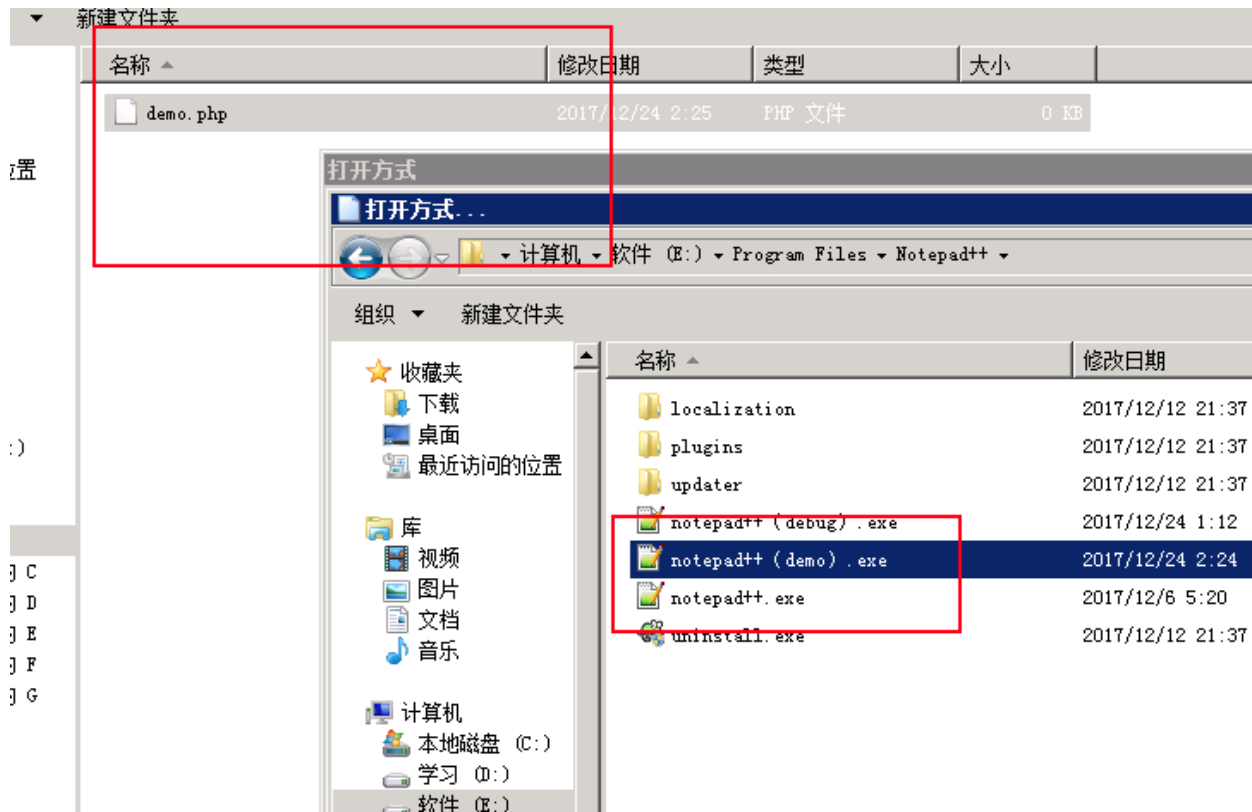 新建文件夹
名称 修改日期 类型 大小
demo.php 2017/12/24 2:25 PHP 文件 0 KB
位置
打开方式
打开方式...
计算机 软件 (E:) Program Files Notepad++
组织 新建文件夹
名称 修改日期
收藏夹
下载
桌面
最近访问的位置
库
视频
图片
文档
音乐
计算机
本地磁盘 (C:)
学习 (D:)
软件 (E:)
localization 2017/12/12 21:37
plugins 2017/12/12 21:37
updater 2017/12/12 21:37
notepad++（debug）.exe 2017/12/24 1:12
notepad++（demo）.exe 2017/12/24 2:24
notepad++.exe 2017/12/6 5:20
uninstall.exe 2017/12/12 21:37
:)
C
D
E
F
G